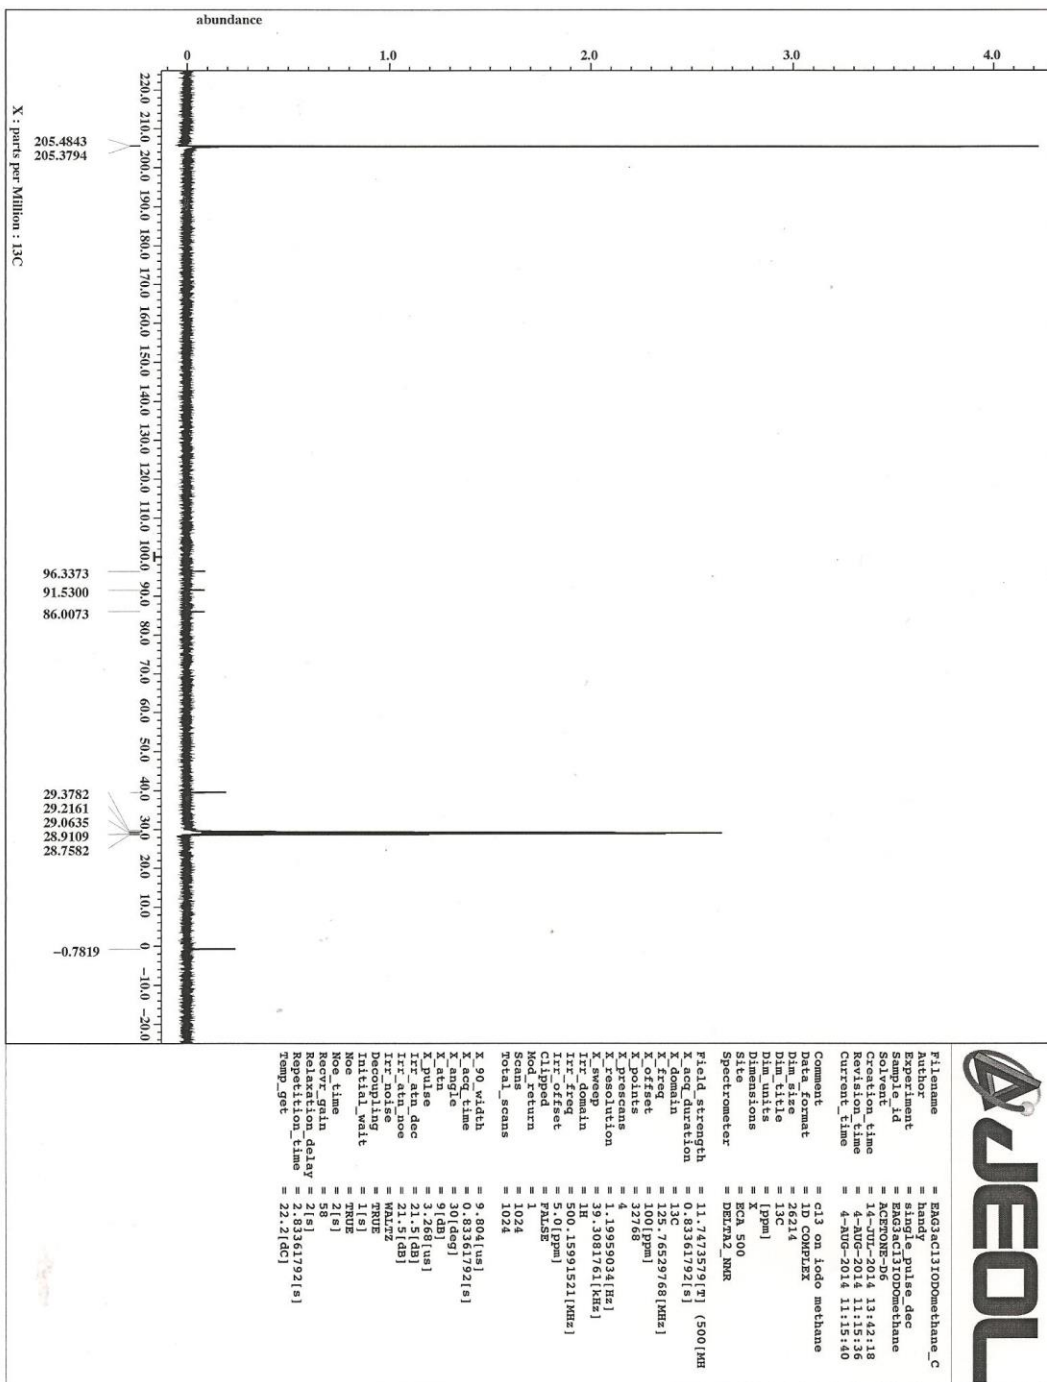 abundance
0 1.0 2.0 3.0 4.0
220.0 210.0 200.0 190.0 180.0 170.0 160.0 150.0 140.0 130.0 120.0 110.0 100.0 90.0 80.0 70.0 60.0 50.0 40.0 30.0 20.0 10.0 0 -10.0 -20.0
205.4843
205.3794
96.3373
91.5300
86.0073
29.3782
29.2161
29.0635
28.9109
28.7582
-0.7819
X : parts per Million : 13C
JEOL
Filename = EAG3aC13IODOmethane_C
Author = handy
Experiment = single_pulse_dec
Sample_id = EAG3aC13IODOmethane
Solvent = ACETONE-D6
Creation_time = 14-JUL-2014 13:42:18
Revision_time = 4-AUG-2014 11:15:36
Current_time = 4-AUG-2014 11:15:40
Comment = c13 on iodo methane
Data_format = 1D COMPLEX
Dim_size = 26214
Dim_title = 13C
Dim_units = [ppm]
Dimensions = X
Site = ECA 500
Spectrometer = DELTA2_NMR
Field_strength = 11.7473579[T] (500[MH
X_acq_duration = 0.83361792[s]
X_domain = 13C
X_freq = 125.76529768[MHz]
X_offset = 100[ppm]
X_points = 32768
X_prescans = 4
X_resolution = 1.19959034[Hz]
X_sweep = 39.3081761[kHz]
Irr_domain = 1H
Irr_freq = 500.15991521[MHz]
Irr_offset = 5.0[ppm]
Clipped = FALSE
Mod_return = 1
Scans = 1024
Total_scans = 1024
X_90_width = 9.804[us]
X_acq_time = 0.83361792[s]
X_angle = 30[deg]
X_atn = 9[dB]
X_pulse = 3.268[us]
Irr_atn_dec = 21.5[dB]
Irr_atn_noe = 21.5[dB]
Irr_noise = WALTZ
Decoupling = TRUE
Initial_wait = 1[s]
Noe = TRUE
Noe_time = 2[s]
Recvr_gain = 58
Relaxation_delay = 2[s]
Repetition_time = 2.83361792[s]
Temp_get = 22.2[dC]